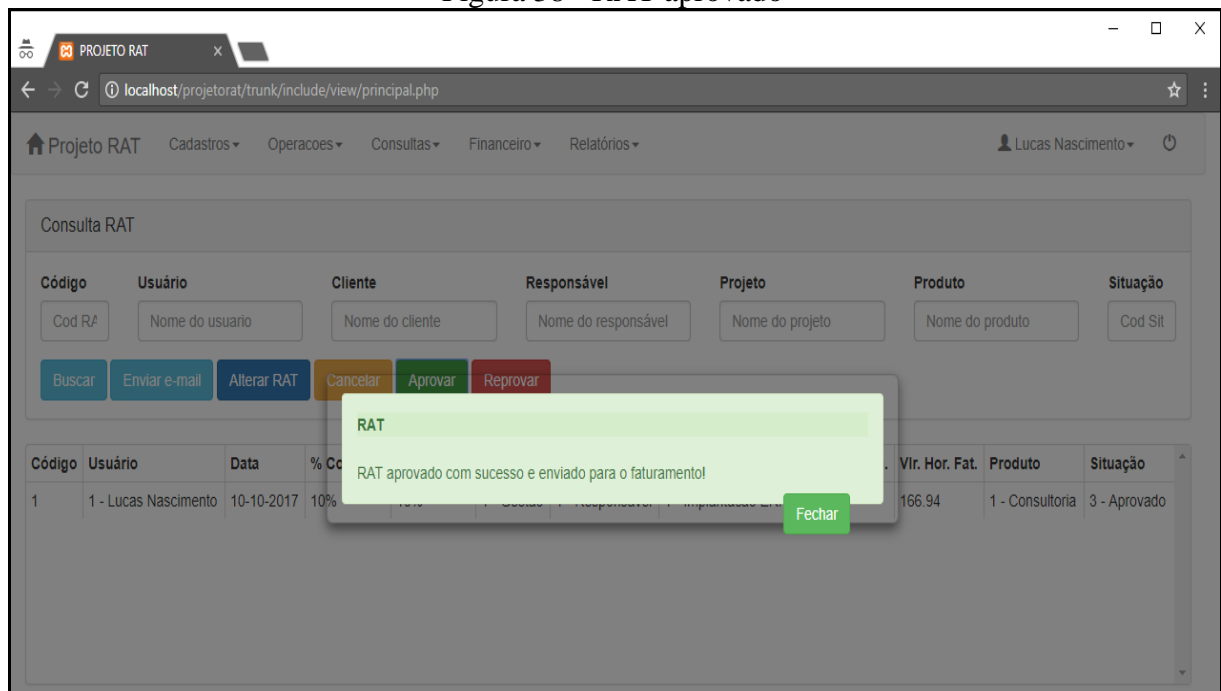 PROJETO RAT
localhost/projetorat/trunk/include/view/principal.php
Projeto RAT Cadastros Operacoes Consultas Financeiro Relatórios Lucas Nascimento
Consulta RAT
Código Usuário Cliente Responsável Projeto Produto Situação
Cod RA Nome do usuario Nome do cliente Nome do responsável Nome do projeto Nome do produto Cod Sit
Buscar Enviar e-mail Alterar RAT Cancelar Aprovar Reprovar
RAT
RAT aprovado com sucesso e enviado para o faturamento!
Fechar
Código Usuário Data % Co . Vlr. Hor. Fat. Produto Situação
1 1 - Lucas Nascimento 10-10-2017 10% 166.94 1 - Consultoria 3 - Aprovado